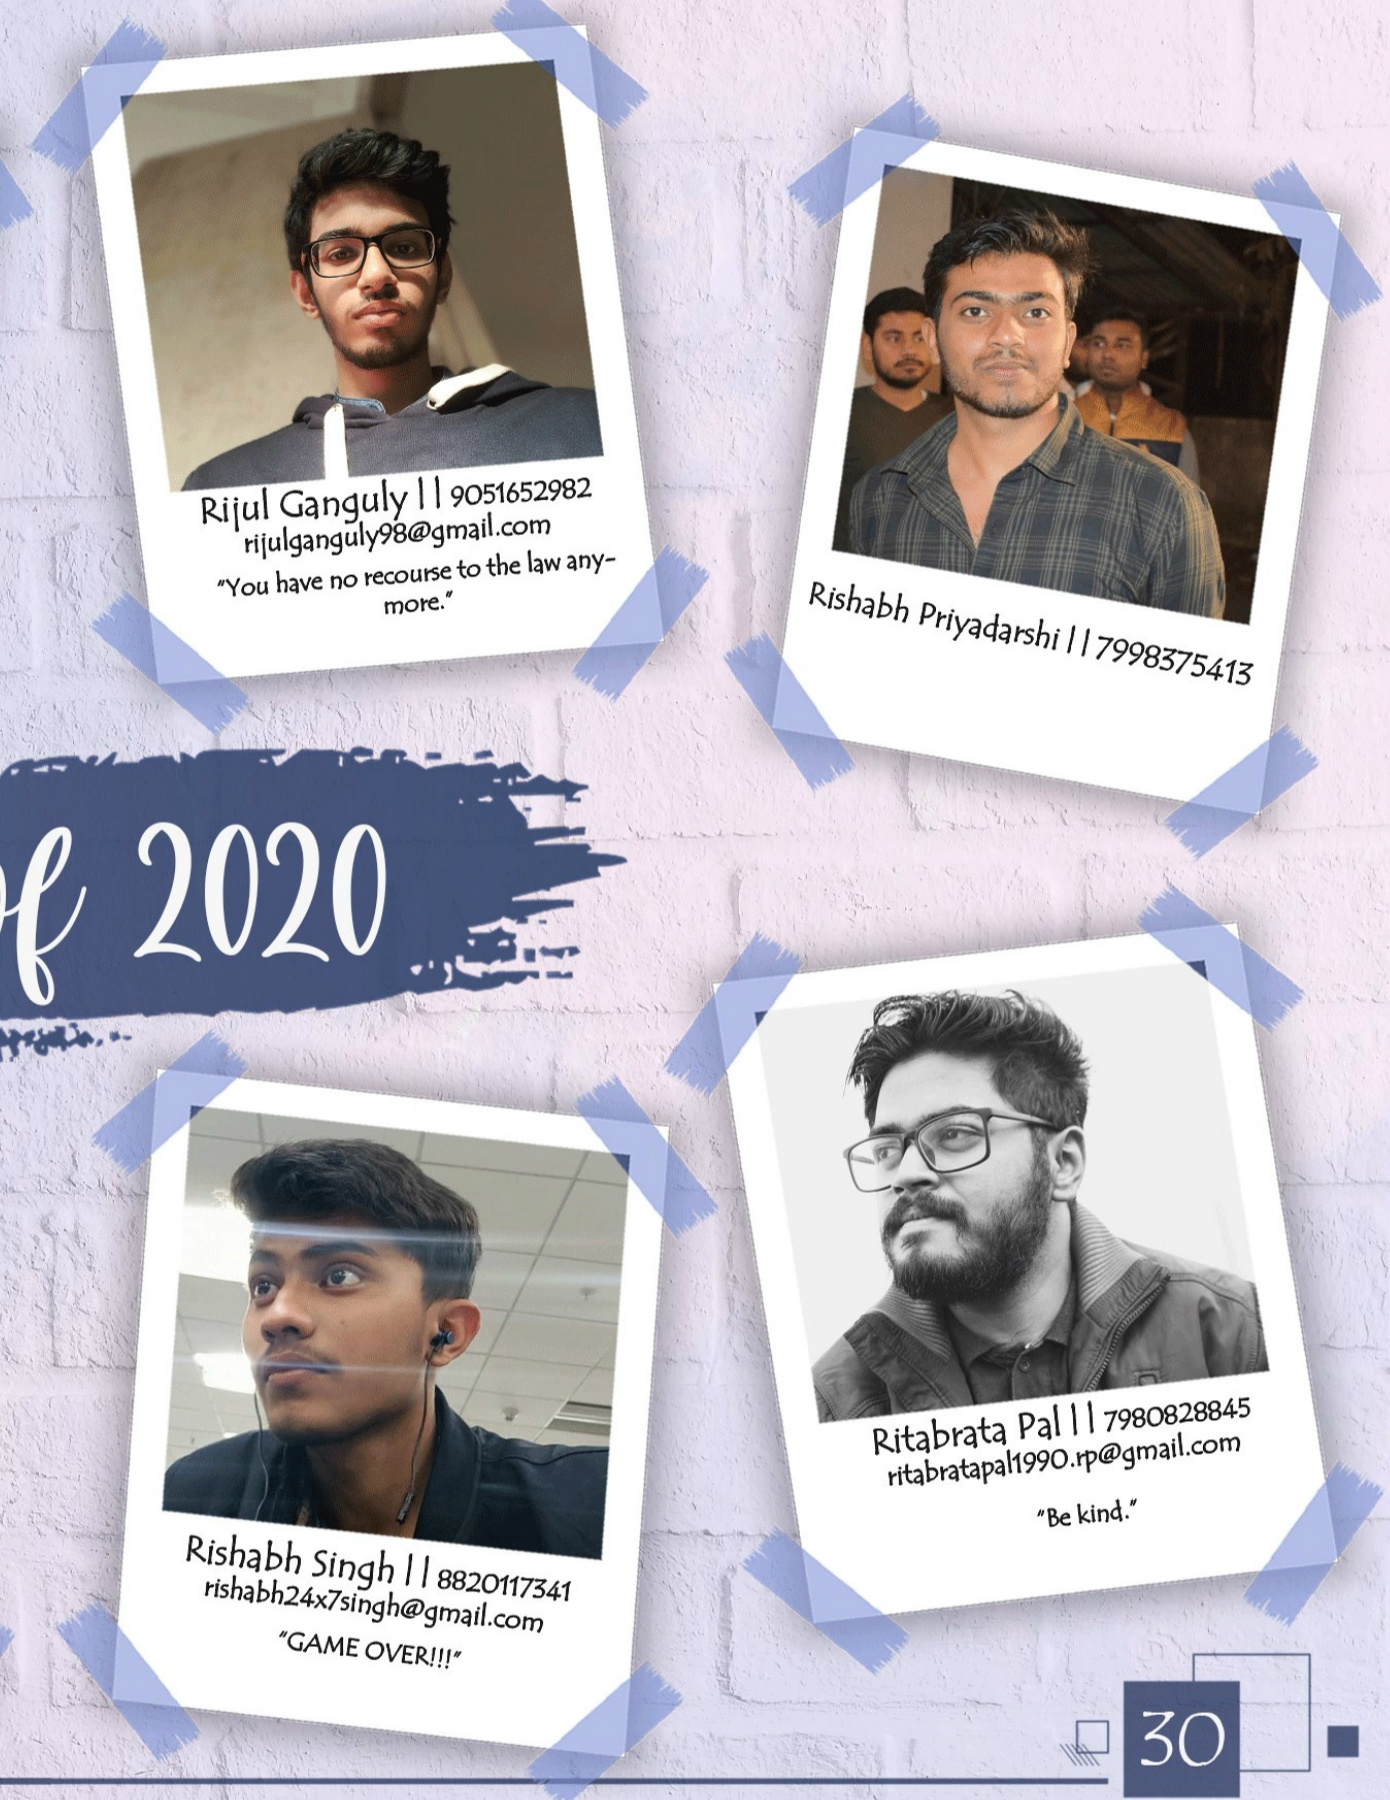 Rijul Ganguly || 9051652982
rijulganguly98@gmail.com
"You have no recourse to the law any-
more."
Rishabh Priyadarshi || 7998375413
of 2020
Rishabh Singh || 8820117341
rishabh24x7singh@gmail.com
"GAME OVER!!!"
Ritabrata Pal || 7980828845
ritabratapal1990.rp@gmail.com
"Be kind."
30